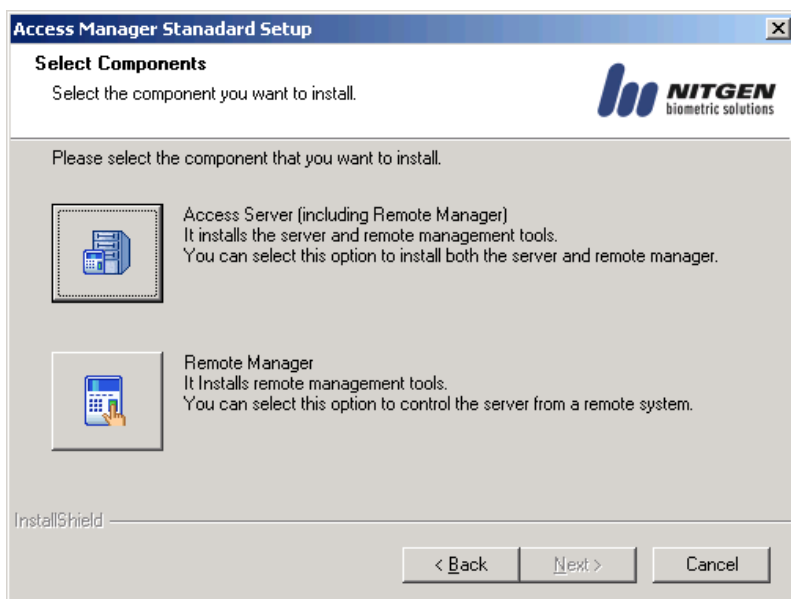 Access Manager Stanadard Setup
Select Components
Select the component you want to install.
NITGEN
biometric solutions
Please select the component that you want to install.
Access Server (including Remote Manager)
It installs the server and remote management tools.
You can select this option to install both the server and remote manager.
Remote Manager
It Installs remote management tools.
You can select this option to control the server from a remote system.
InstallShield
< Back
Next >
Cancel